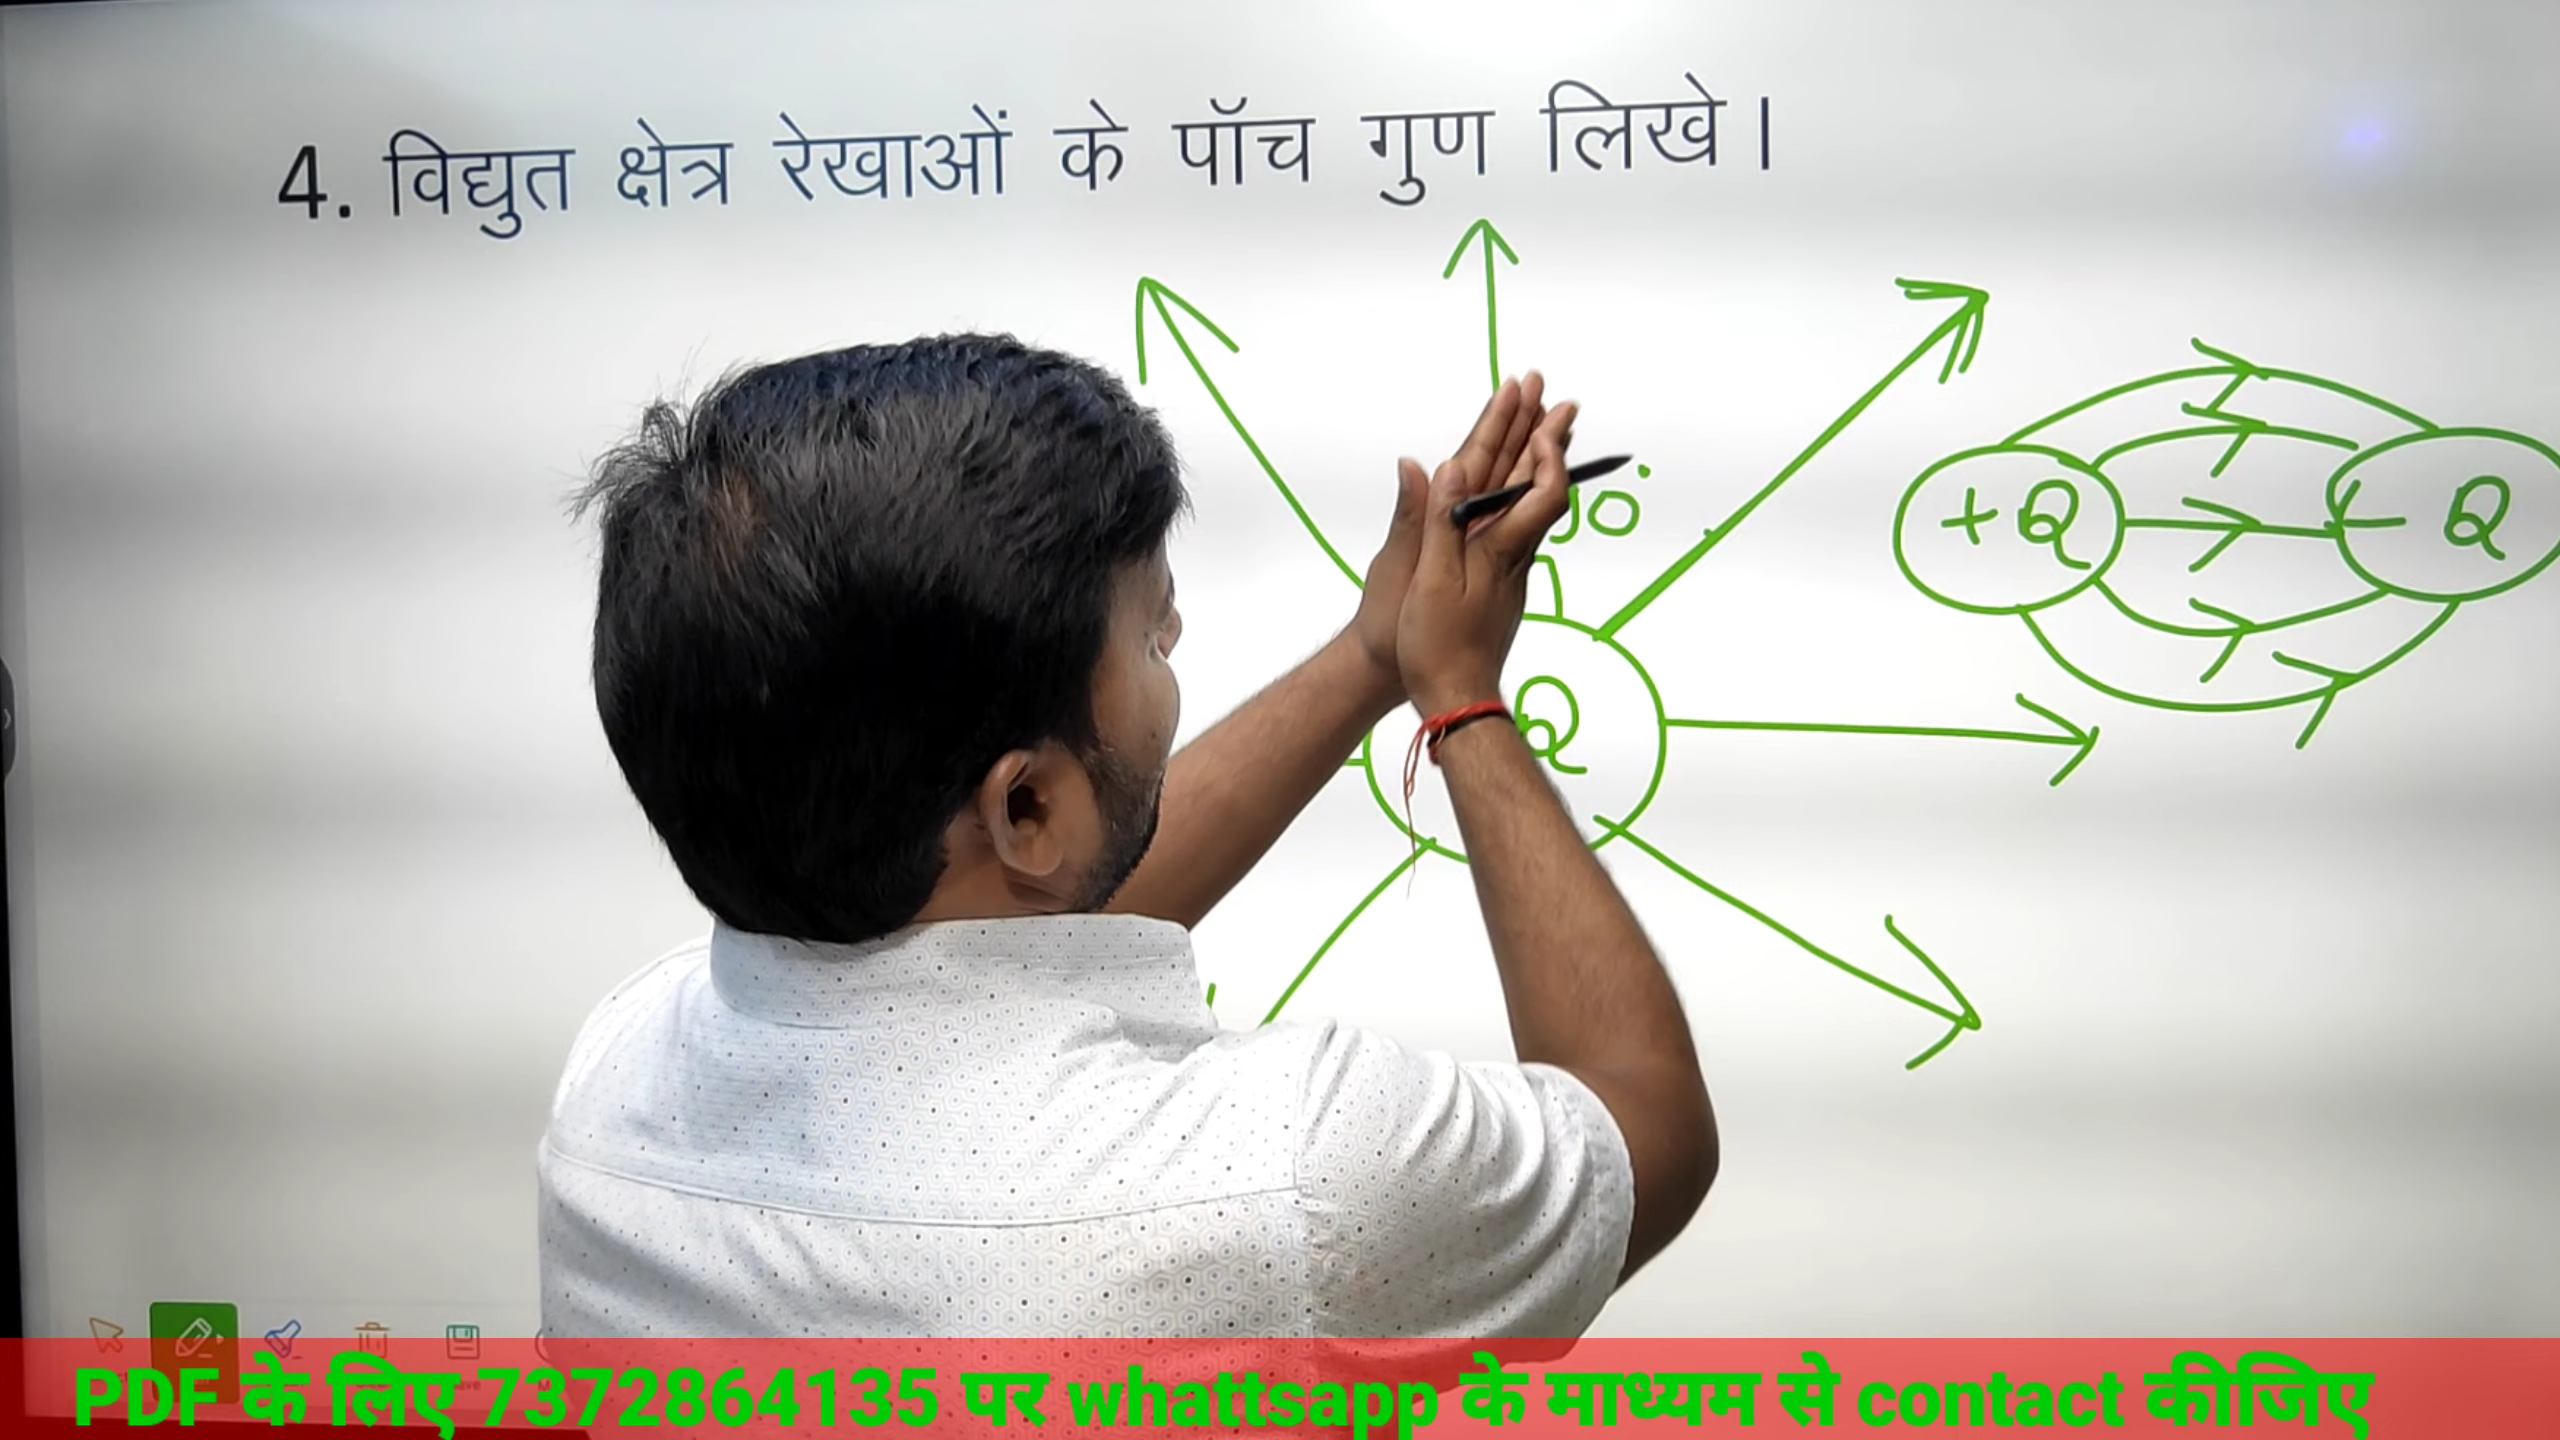 4. विद्युत क्षेत्र रेखाओं के पॉच गुण लिखे।
+Q
- Q
Q
PDF के लिए 7372864135 पर whattsapp के माध्यम से contact कीजिए